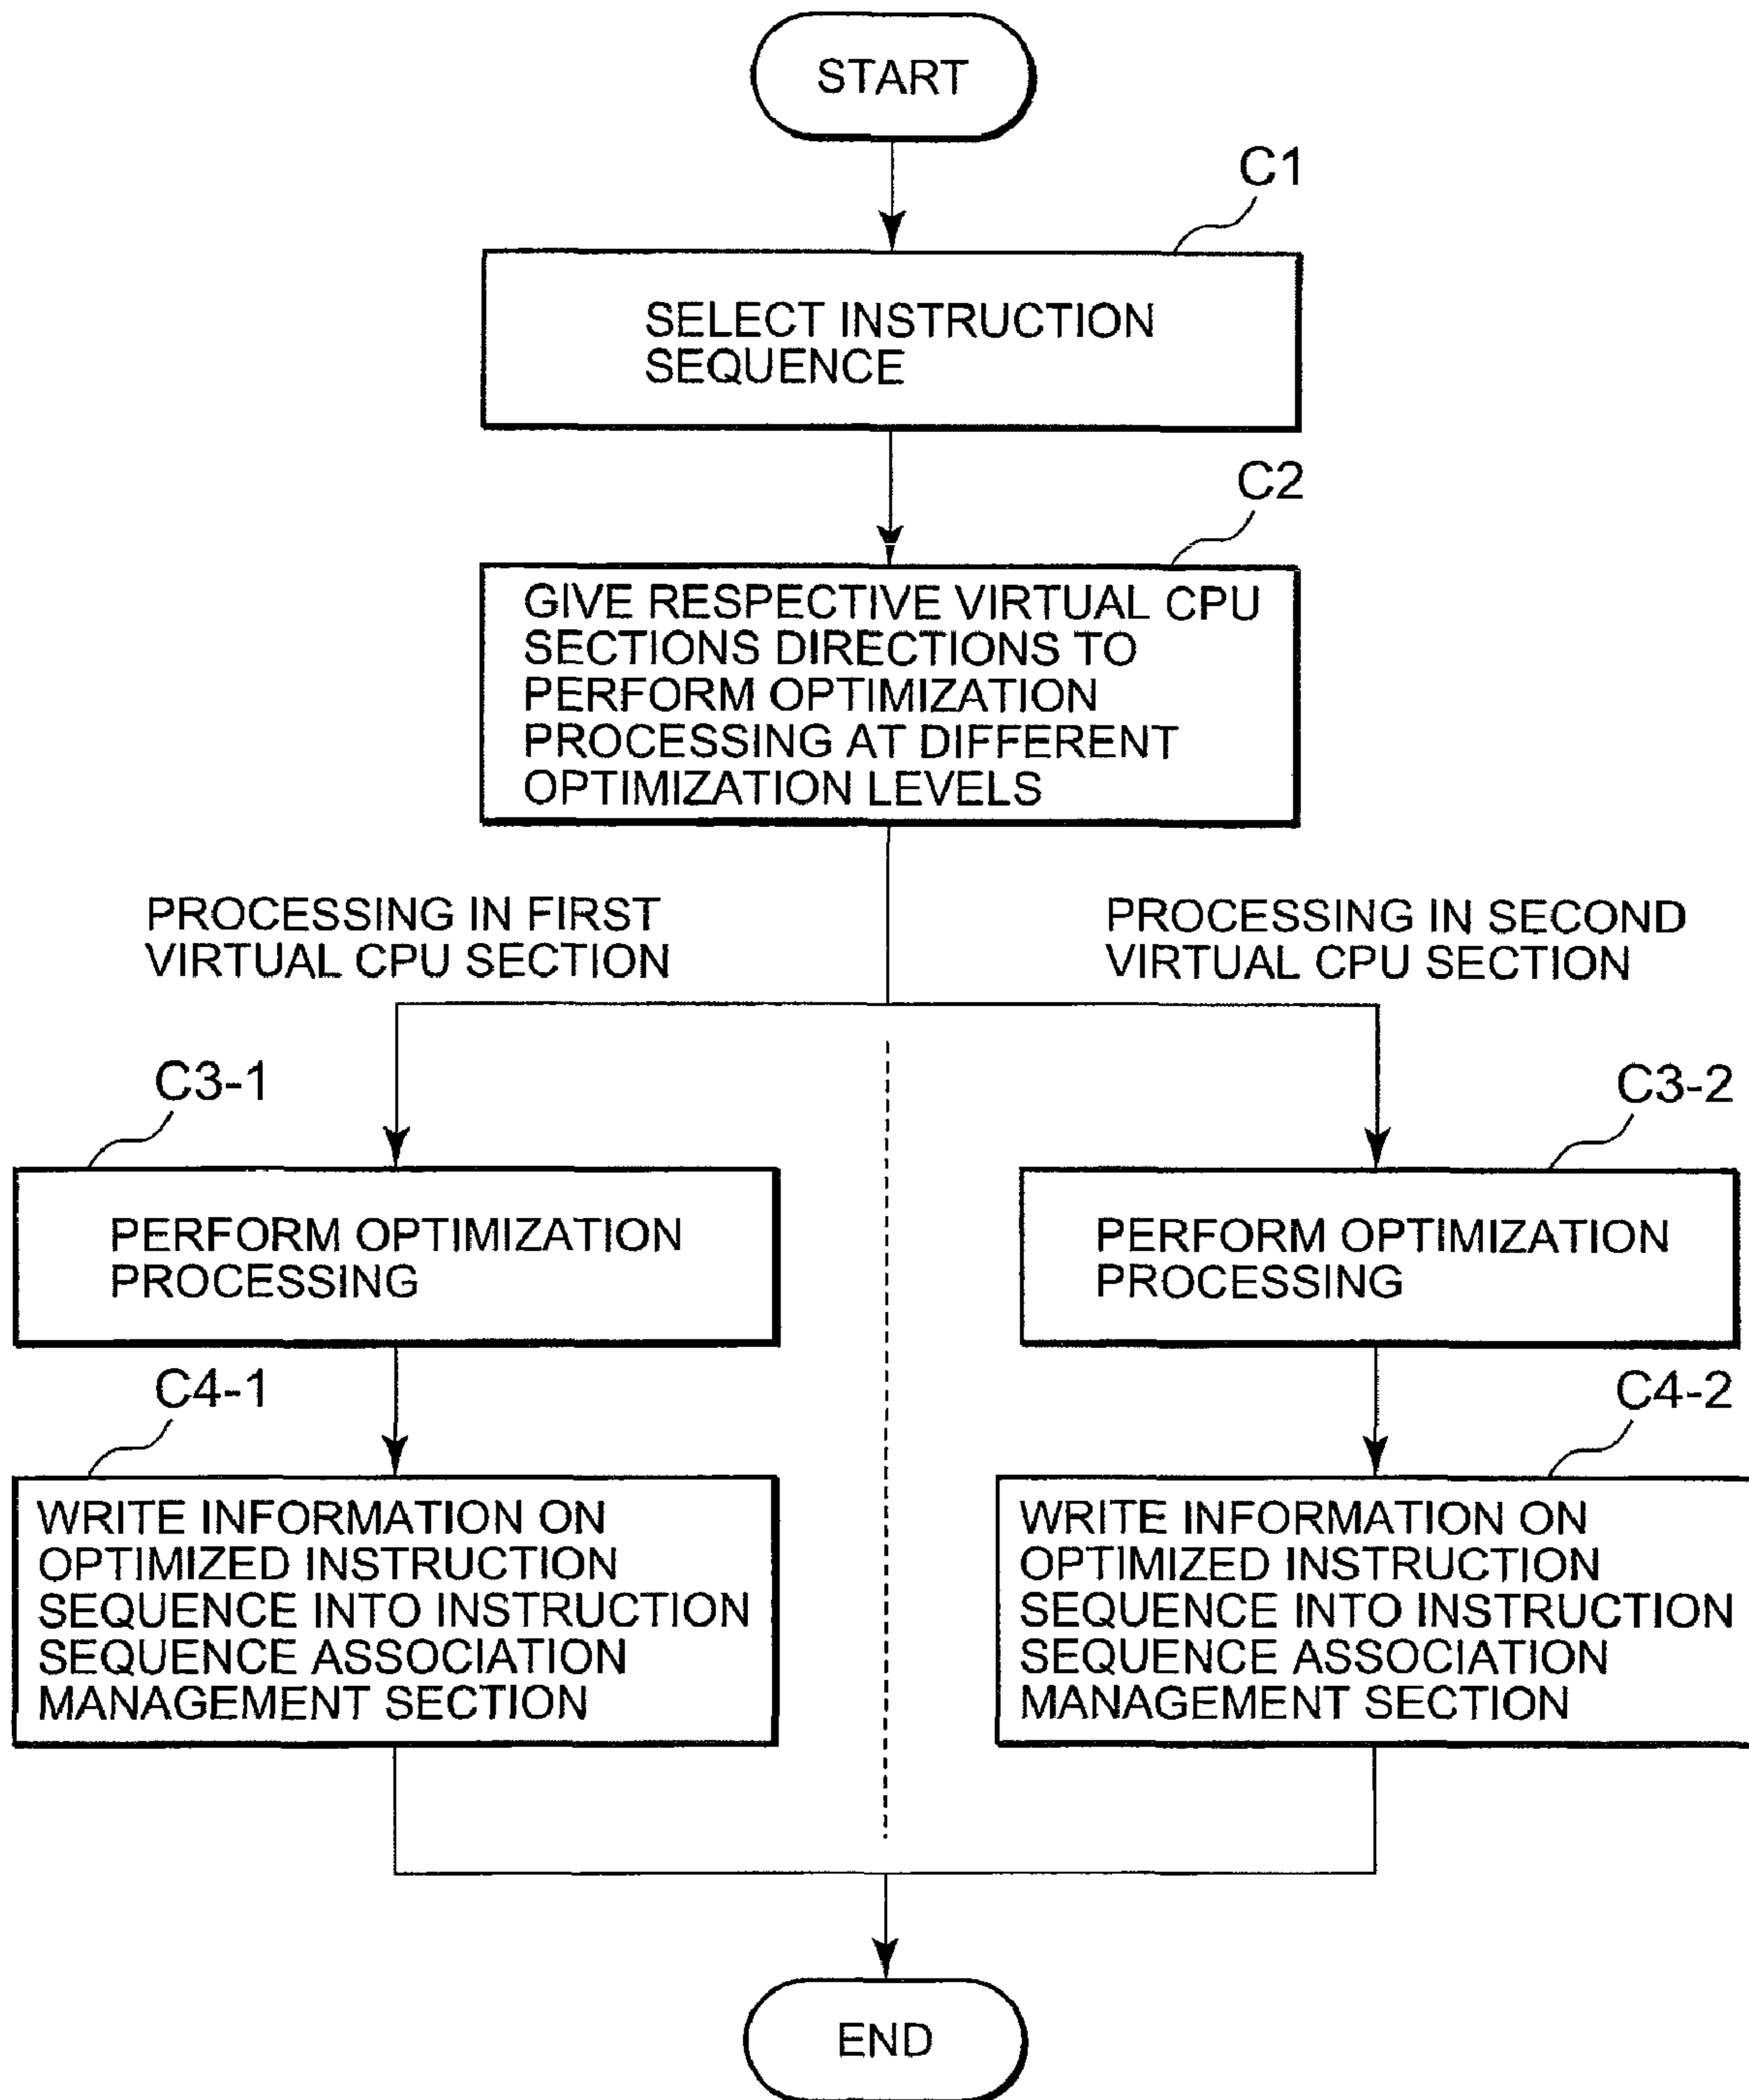 START
C1
SELECT INSTRUCTION
SEQUENCE
C2
GIVE RESPECTIVE VIRTUAL CPU
SECTIONS DIRECTIONS TO
PERFORM OPTIMIZATION
PROCESSING AT DIFFERENT
OPTIMIZATION LEVELS
PROCESSING IN FIRST
VIRTUAL CPU SECTION
PROCESSING IN SECOND
VIRTUAL CPU SECTION
C3-1
PERFORM OPTIMIZATION
PROCESSING
C3-2
PERFORM OPTIMIZATION
PROCESSING
C4-1
WRITE INFORMATION ON
OPTIMIZED INSTRUCTION
SEQUENCE INTO INSTRUCTION
SEQUENCE ASSOCIATION
MANAGEMENT SECTION
C4-2
WRITE INFORMATION ON
OPTIMIZED INSTRUCTION
SEQUENCE INTO INSTRUCTION
SEQUENCE ASSOCIATION
MANAGEMENT SECTION
END